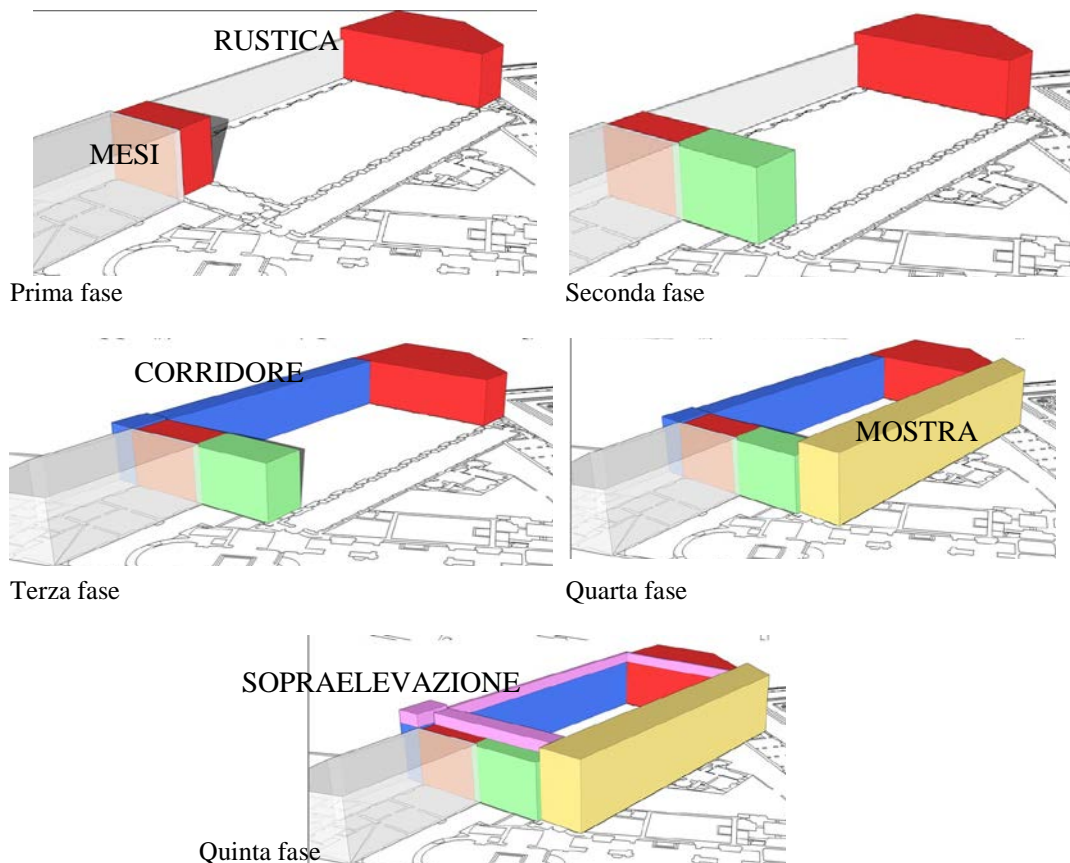 RUSTICA
MESI
Prima fase
Seconda fase
CORRIDORE
Terza fase
MOSTRA
Quarta fase
SOPRAELEVAZIONE
Quinta fase